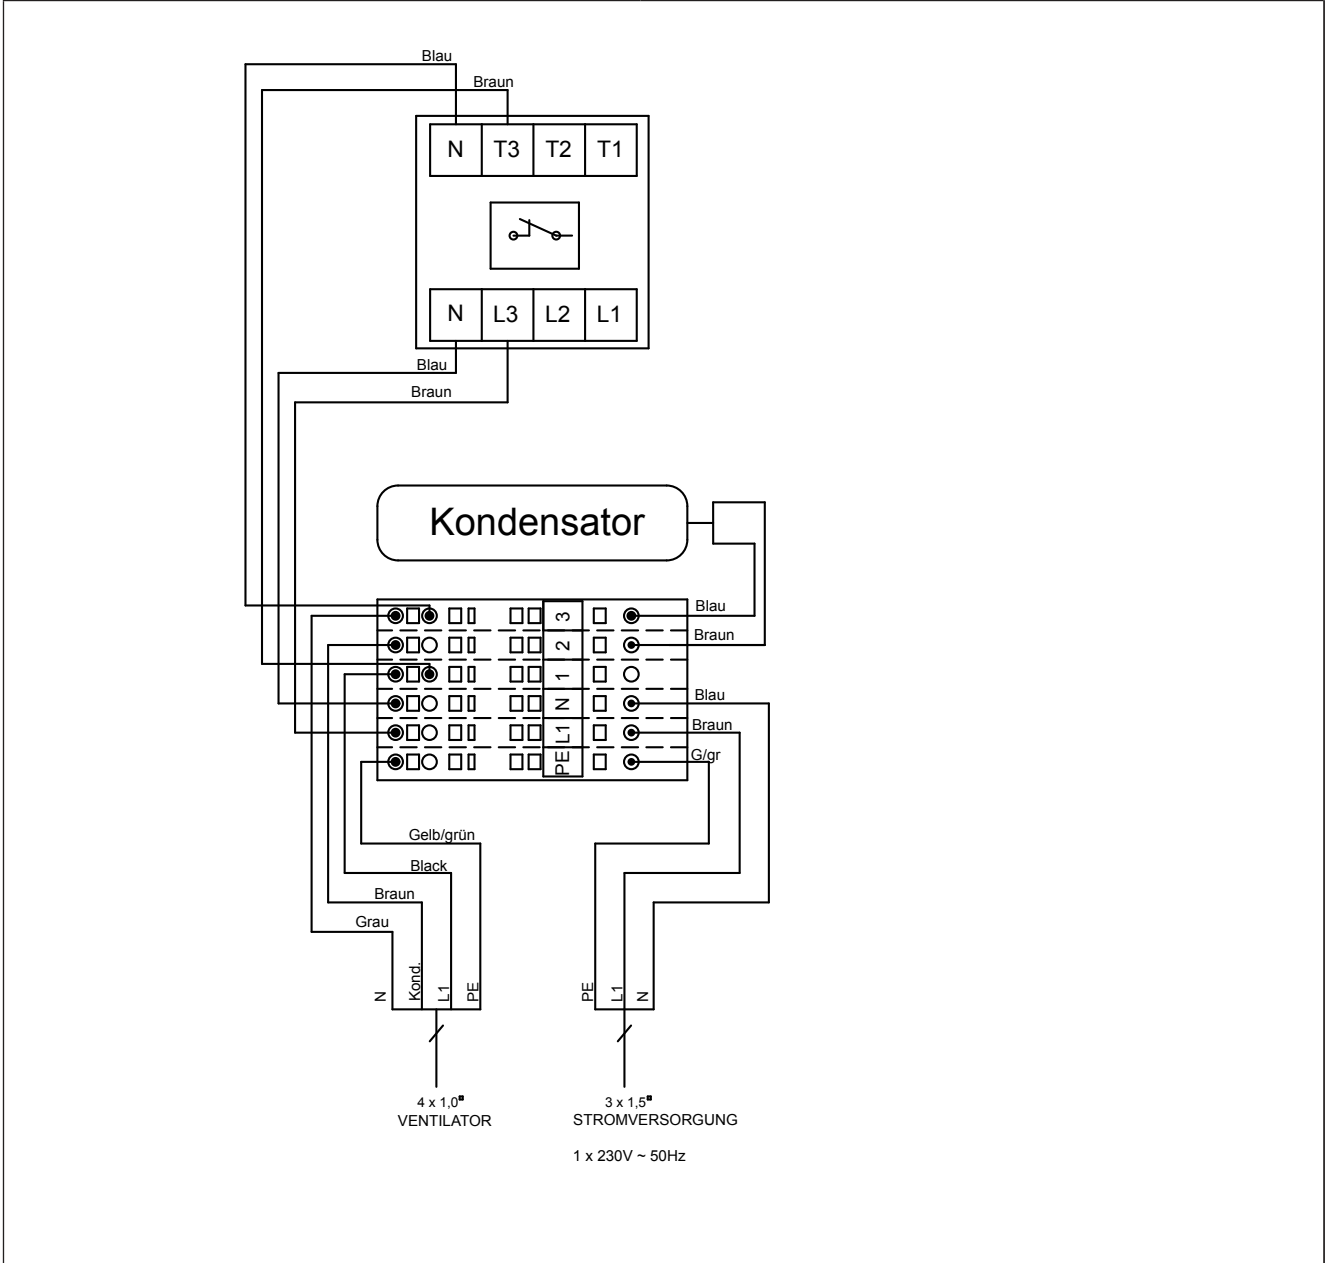 Blau
Braun
N T3 T2 T1
N L3 L2 L1
Blau
Braun
Kondensator
3
2
1
N
L1
PE
Blau
Braun
Blau
Braun
G/gr
Gelb/grün
Black
Braun
Grau
N Kond. L1 PE
PE L1 N
4 x 1,0
VENTILATOR
3 x 1,5
STROMVERSORGUNG
1 x 230V ~ 50Hz